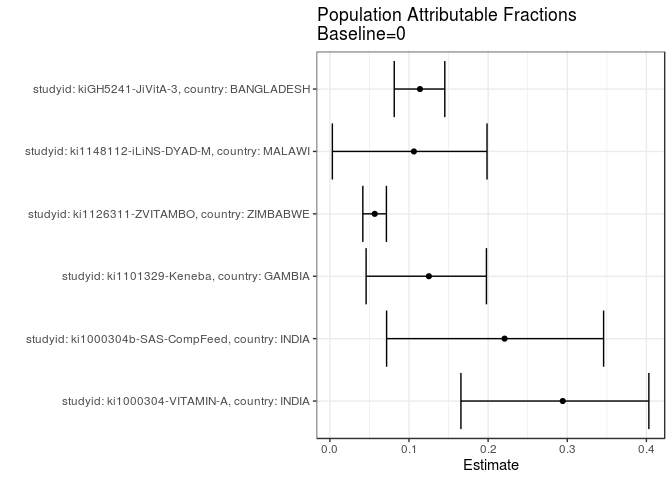 Population Attributable Fractions
Baseline=0
studyid: kiGH5241-JiVitA-3, country: BANGLADESH
studyid: ki1148112-iLiNS-DYAD-M, country: MALAWI
studyid: ki1126311-ZVITAMBO, country: ZIMBABWE
studyid: ki1101329-Keneba, country: GAMBIA
studyid: ki1000304b-SAS-CompFeed, country: INDIA
studyid: ki1000304-VITAMIN-A, country: INDIA
0.0 0.1 0.2 0.3 0.4
Estimate